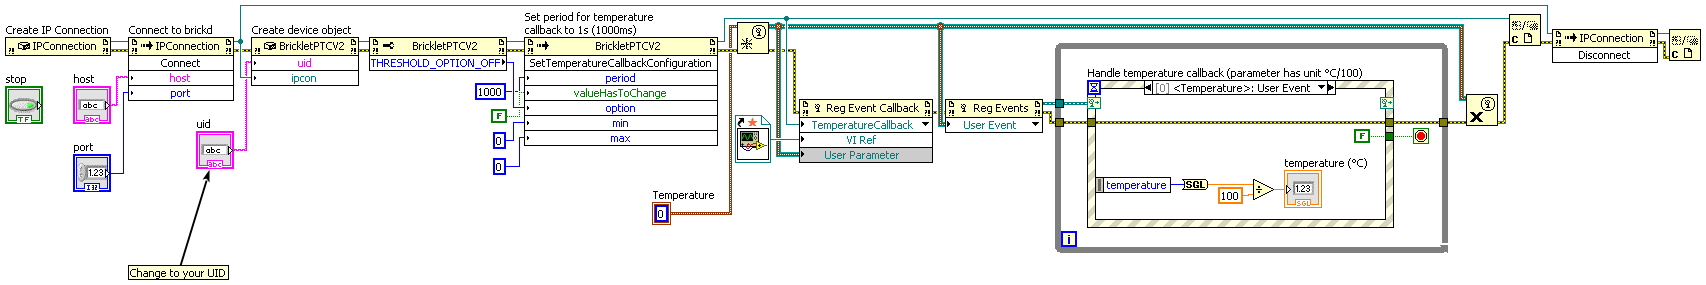 Create IP Connection
IPConnection
stop
TF
Connect to brickd
IPConnection
Connect
host
port
host
abc
abc
port
1.23
I32
uid
abc
abc
Change to your UID
Create device object
BrickletPTCV2
uid
ipcon
BrickletPTCV2
THRESHOLD_OPTION_OFF
Set period for temperature
callback to 1s (1000ms)
BrickletPTCV2
SetTemperatureCallbackConfiguration
period
valueHasToChange
option
min
max
1000
F
0
0
Temperature
0
Reg Event Callback
TemperatureCallback
VI Ref
User Parameter
Reg Events
User Event
Handle temperature callback (parameter has unit °C/100)
[0] <Temperature>: User Event
temperature
SGL
100
÷
temperature (°C)
1.23
SGL
F
i
X
C
IPConnection
Disconnect
C